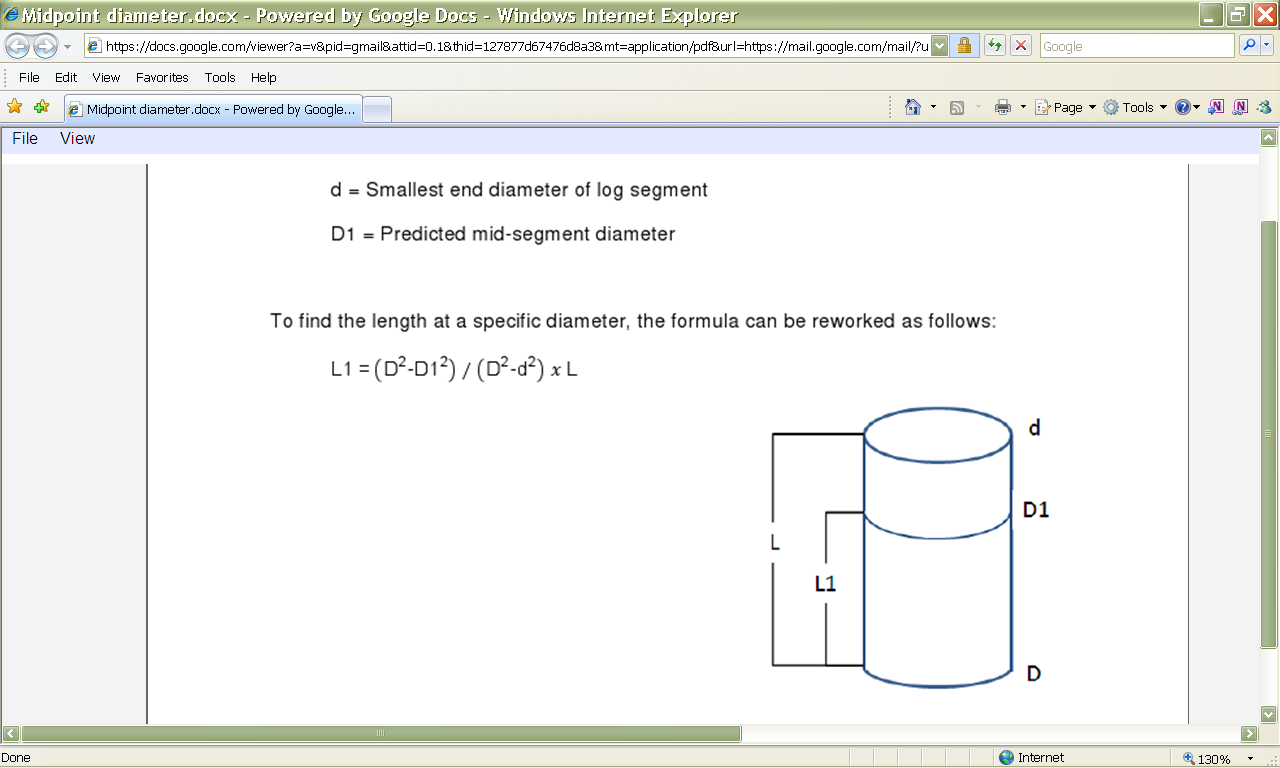 Midpoint diameter.docx - Powered by Google Docs - Windows Internet Explorer
https://docs.google.com/viewer?a=v&pid=gmail&attid=0.1&thid=127877d67476d8a3&mt=application/pdf&url=https://mail.google.com/mail/?u
Google
File Edit View Favorites Tools Help
Midpoint diameter.docx - Powered by Google...
Page Tools
File View
d = Smallest end diameter of log segment
D1 = Predicted mid-segment diameter
To find the length at a specific diameter, the formula can be reworked as follows:
L1 = (D²-D1²) / (D²-d²) x L
d
D1
L
L1
D
Done Internet 130%